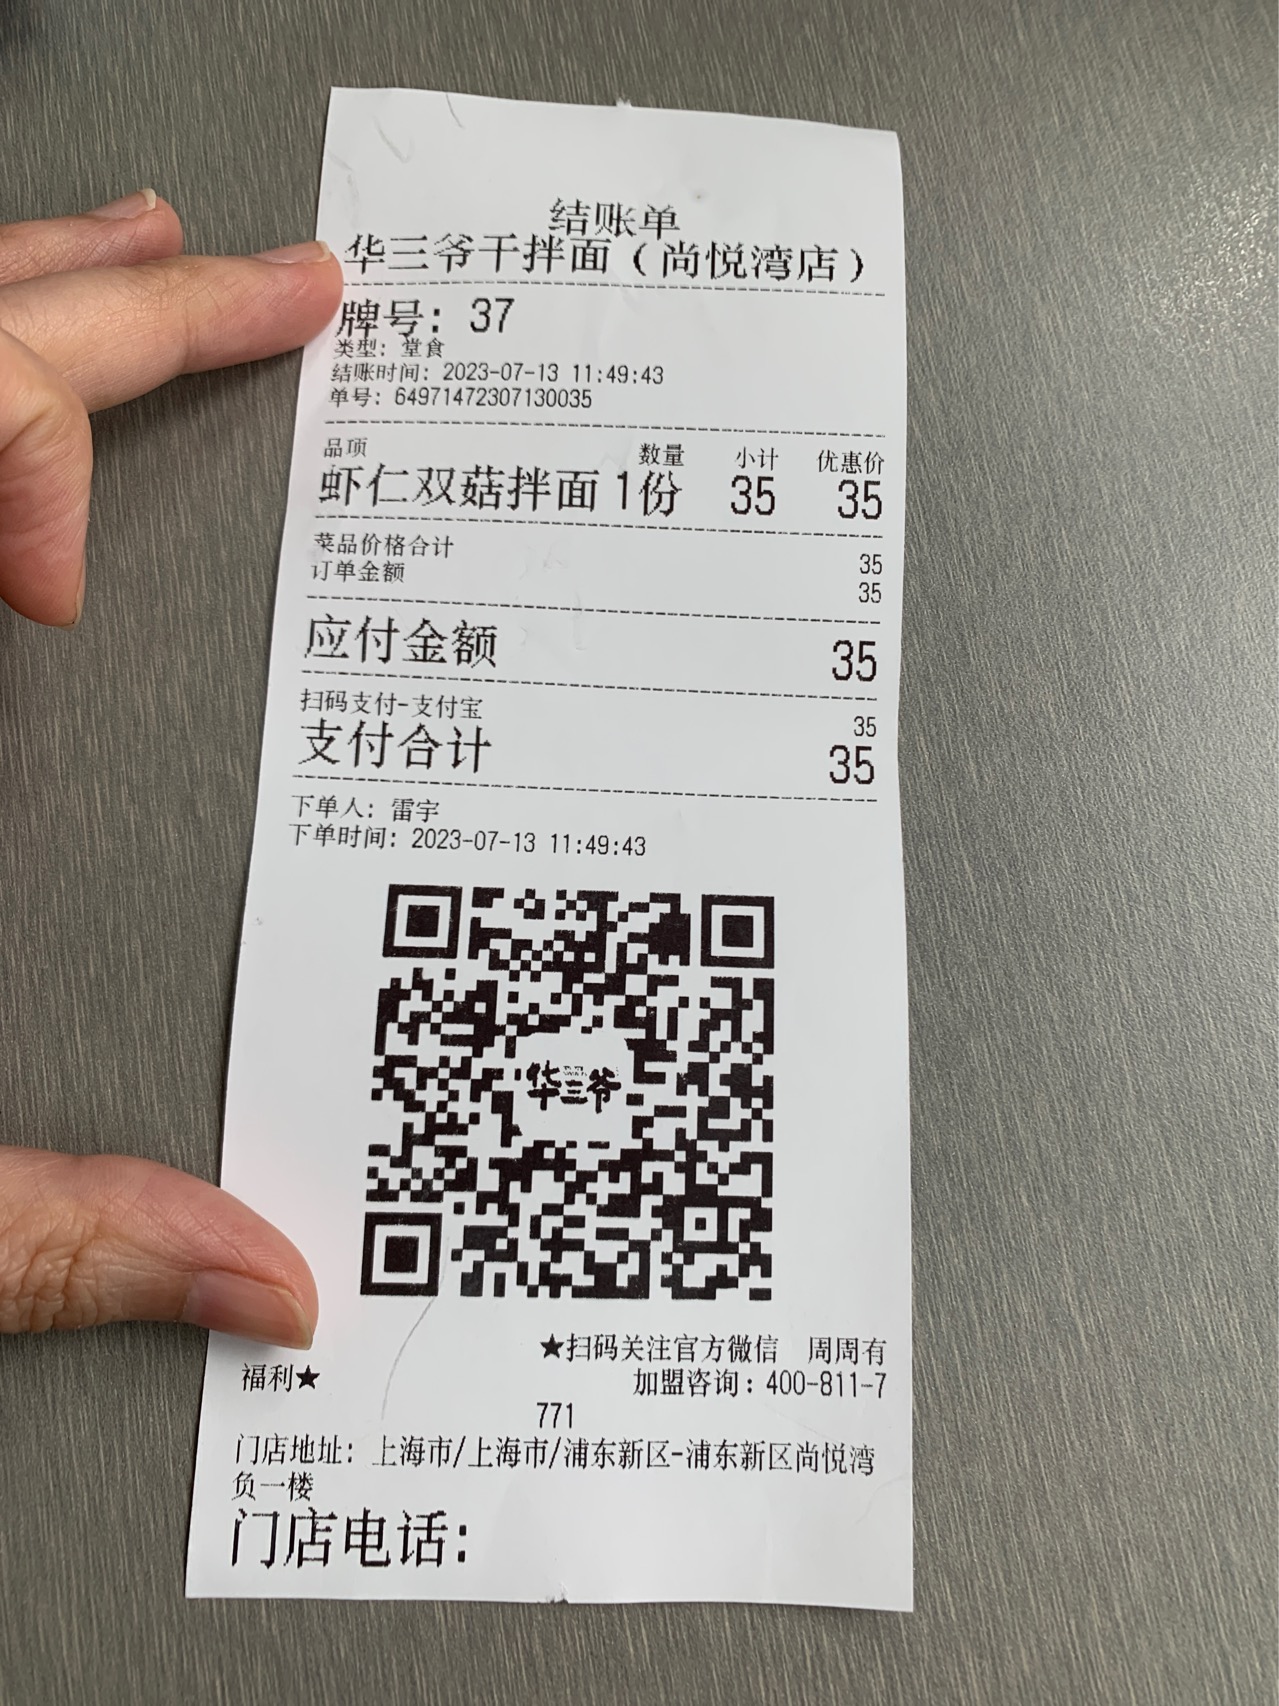 结账单
华三爷干拌面（尚悦湾店）
牌号：37
类型：堂食
结账时间：2023-07-13 11:49:43
单号：64971472307130035
品项 数量 小计 优惠价
虾仁双菇拌面 1份 35 35
菜品价格合计 35
订单金额 35
应付金额 35
扫码支付-支付宝 35
支付合计 35
下单人：雷宇
下单时间：2023-07-13 11:49:43
华三爷
★扫码关注官方微信 周周有
福利★ 加盟咨询：400-811-7
771
门店地址：上海市/上海市/浦东新区-浦东新区尚悦湾
负一楼
门店电话：